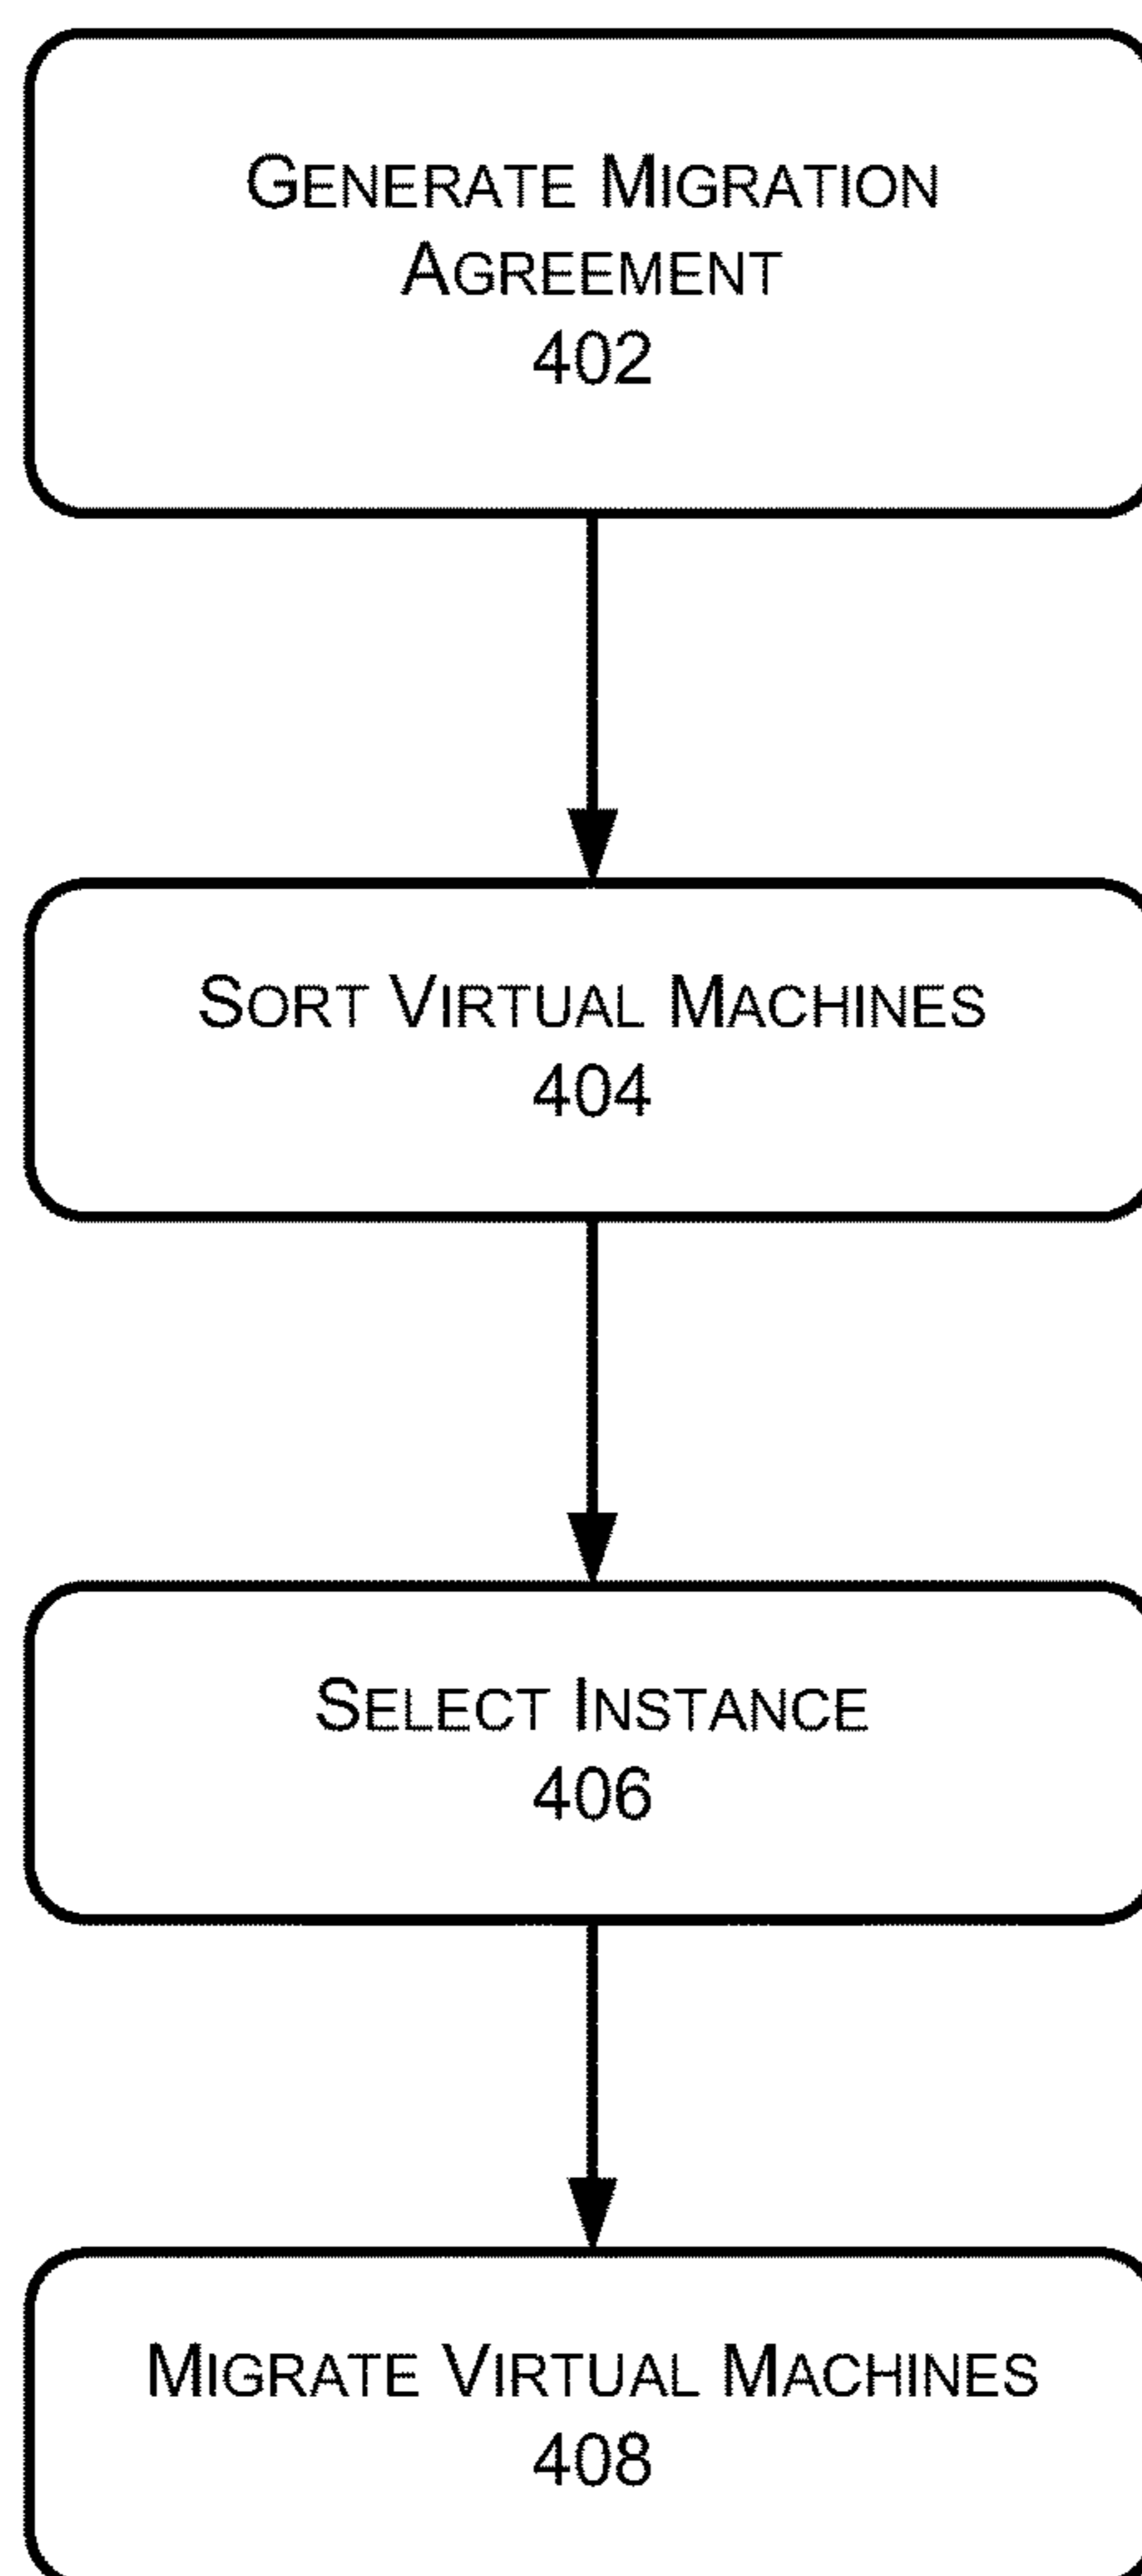 GENERATE MIGRATION
AGREEMENT
402
SORT VIRTUAL MACHINES
404
SELECT INSTANCE
406
MIGRATE VIRTUAL MACHINES
408